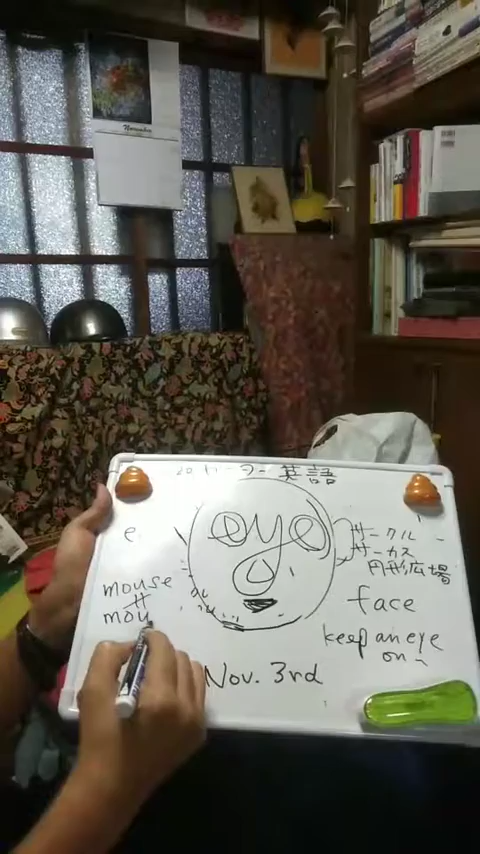 November
英語
eye
e
サークル
サーカス
円形広場
mouse
mou
face
keep an eye
on ~
Nov. 3rd